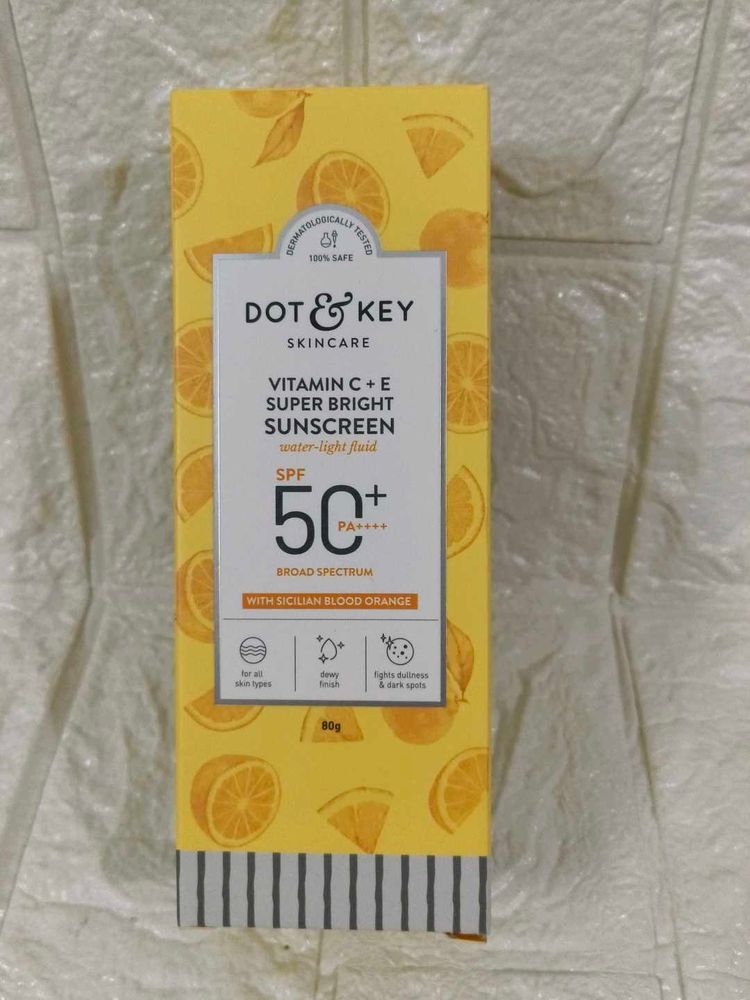 DERMATOLOGICALLY TESTED
100% SAFE
DOT & KEY
SKINCARE
VITAMIN C + E
SUPER BRIGHT
SUNSCREEN
water-light fluid
SPF
50+
PA++++
BROAD SPECTRUM
WITH SICILIAN BLOOD ORANGE
for all
skin types
dewy
finish
fights dullness
& dark spots
80g